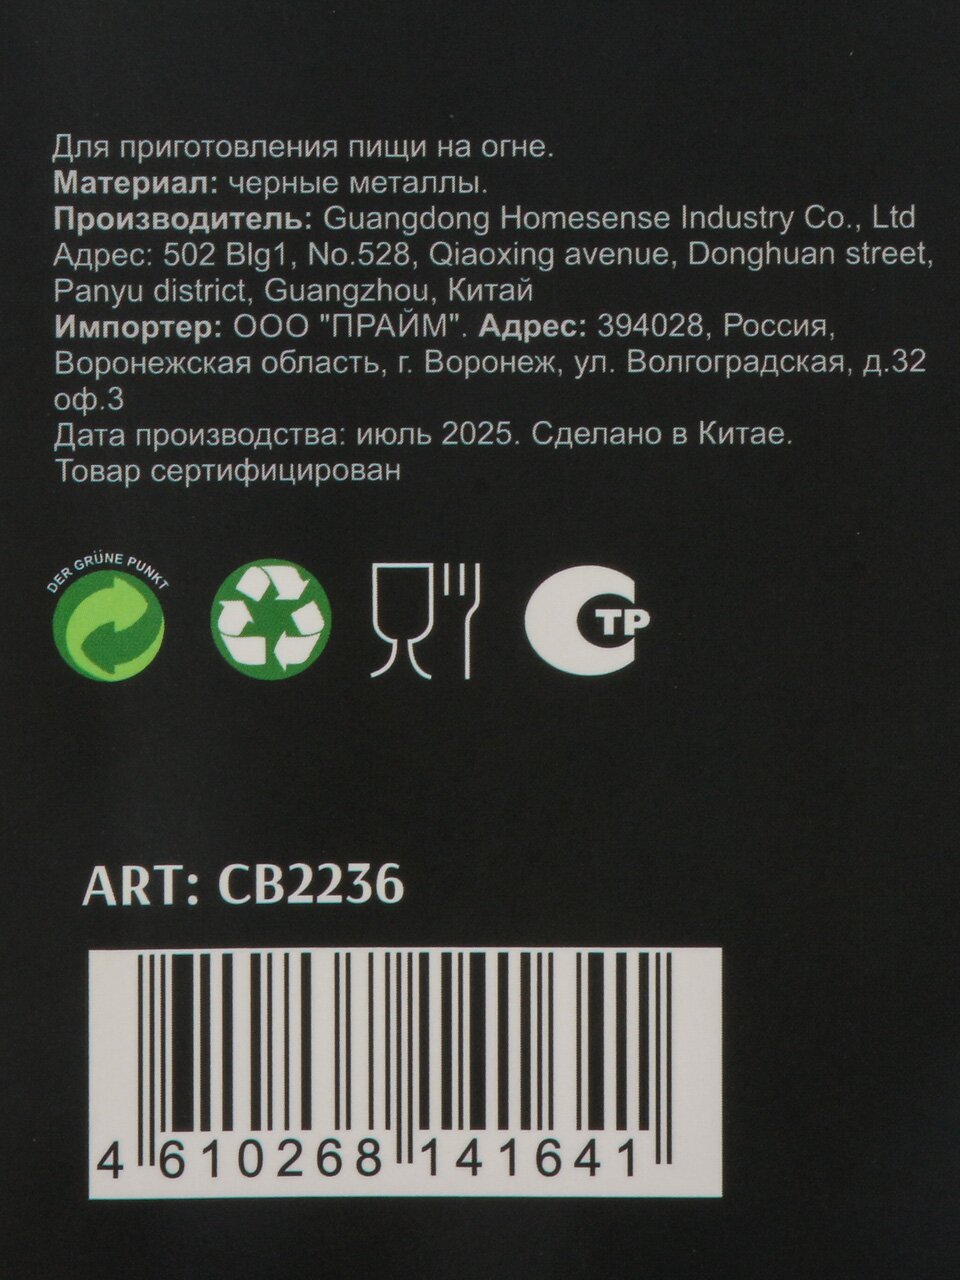 Для приготовления пищи на огне.
Материал: черные металлы.
Производитель: Guangdong Homesense Industry Co., Ltd
Адрес: 502 Blg1, No.528, Qiaoxing avenue, Donghuan street,
Panyu district, Guangzhou, Китай
Импортер: ООО "ПРАЙМ". Адрес: 394028, Россия,
Воронежская область, г. Воронеж, ул. Волгоградская, д.32
оф.3
Дата производства: июль 2025. Сделано в Китае.
Товар сертифицирован
DER GRÜNE PUNKT
ТР
ART: CB2236
4 610268 141641